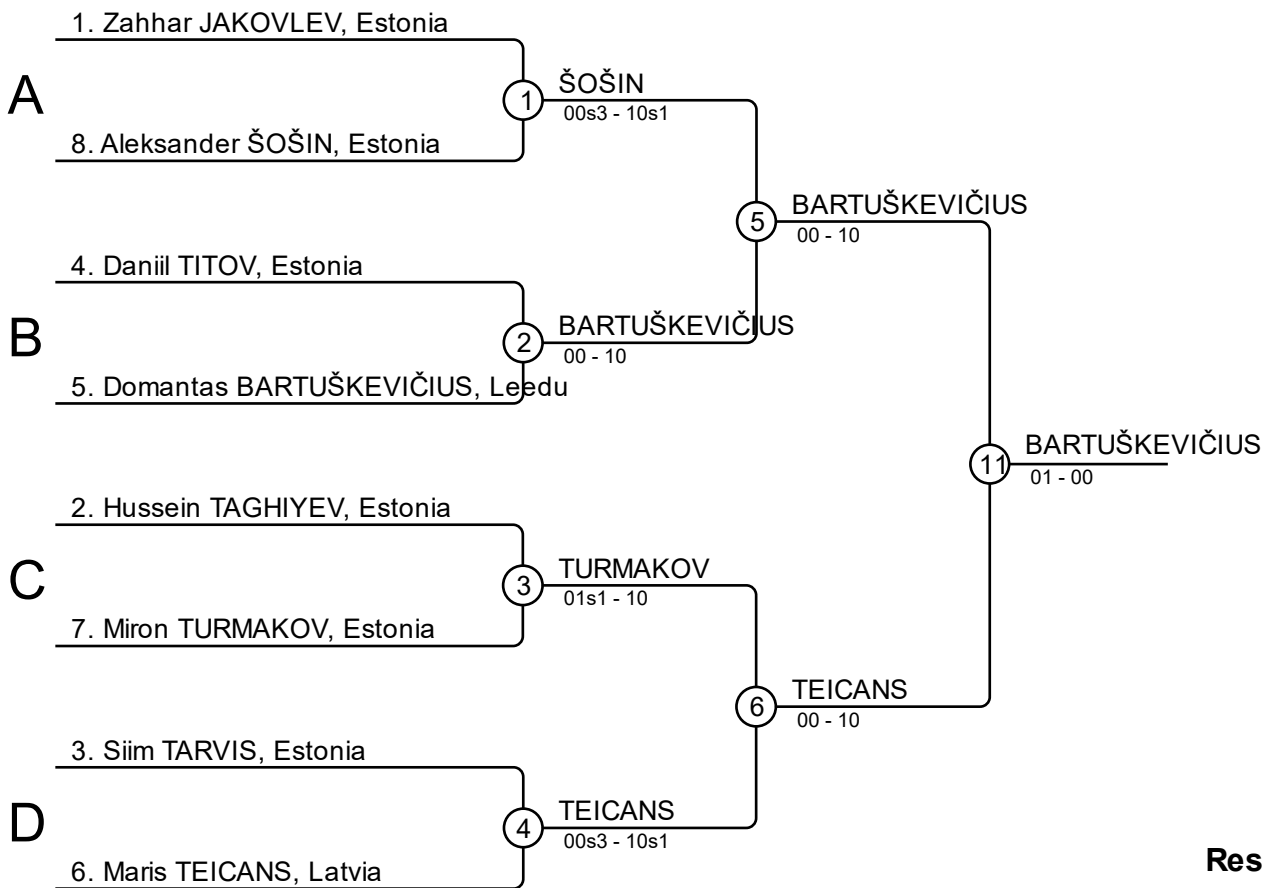 1. Zahhar JAKOVLEV, Estonia
A
1
ŠOŠIN
00s3 - 10s1
8. Aleksander ŠOŠIN, Estonia
5
BARTUŠKEVIČIUS
00 - 10
4. Daniil TITOV, Estonia
B
2
BARTUŠKEVIČIUS
00 - 10
5. Domantas BARTUŠKEVIČIUS, Leedu
11
BARTUŠKEVIČIUS
01 - 00
2. Hussein TAGHIYEV, Estonia
C
3
TURMAKOV
01s1 - 10
7. Miron TURMAKOV, Estonia
6
TEICANS
00 - 10
3. Siim TARVIS, Estonia
D
4
TEICANS
00s3 - 10s1
6. Maris TEICANS, Latvia
Res